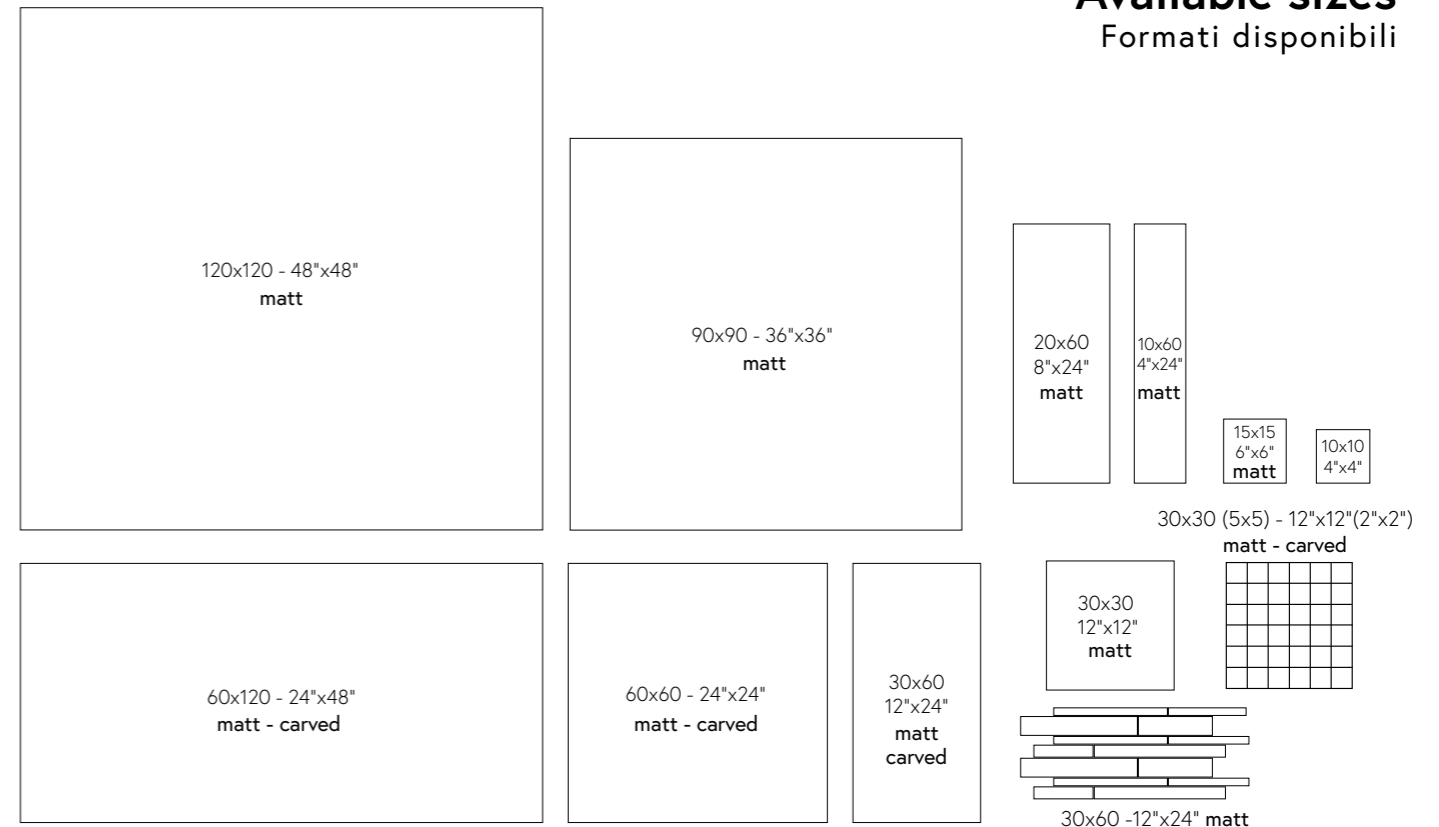 Available sizes
Formati disponibili
120x120 - 48"x48"
matt
90x90 - 36"x36"
matt
20x60
8"x24"
matt
10x60
4"x24"
matt
15x15
6"x6"
matt
10x10
4"x4"
30x30 (5x5) - 12"x12"(2"x2")
matt - carved
60x120 - 24"x48"
matt - carved
60x60 - 24"x24"
matt - carved
30x60
12"x24"
matt
carved
30x30
12"x12"
matt
30x60 -12"x24" matt